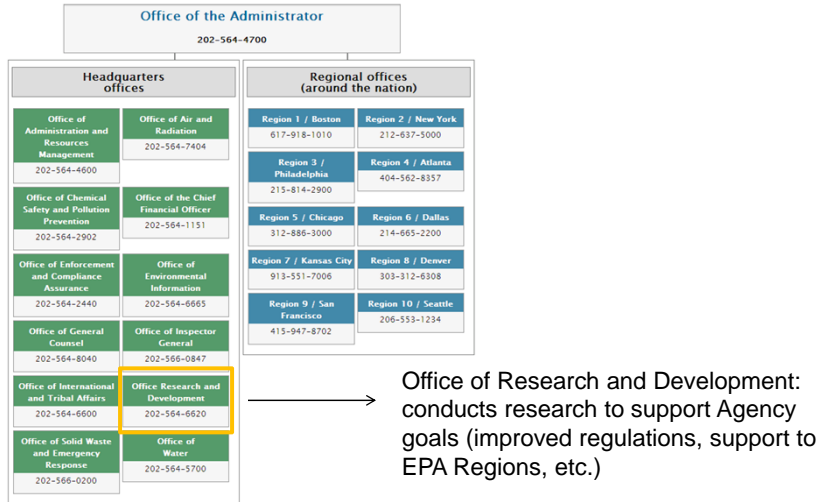 Office of the Administrator
202-564-4700
Headquarters
offices
Office of
Administration and
Resources
Management
202-564-4600
Office of Air and
Radiation
202-564-7404
Office of Chemical
Safety and Pollution
Prevention
202-564-2902
Office of the Chief
Financial Officer
202-564-1151
Office of Enforcement
and Compliance
Assurance
202-564-2440
Office of
Environmental
Information
202-564-6665
Office of General
Counsel
202-564-8040
Office of Inspector
General
202-566-0847
Office of International
and Tribal Affairs
202-564-6600
Office Research and
Development
202-564-6620
Office of Solid Waste
and Emergency
Response
202-566-0200
Office of
Water
202-564-5700
Regional offices
(around the nation)
Region 1 / Boston
617-918-1010
Region 2 / New York
212-637-5000
Region 3 /
Philadelphia
215-814-2900
Region 4 / Atlanta
404-562-8357
Region 5 / Chicago
312-886-3000
Region 6 / Dallas
214-665-2200
Region 7 / Kansas City
913-551-7006
Region 8 / Denver
303-312-6308
Region 9 / San
Francisco
415-947-8702
Region 10 / Seattle
206-553-1234
Office of Research and Development:
conducts research to support Agency
goals (improved regulations, support to
EPA Regions, etc.)